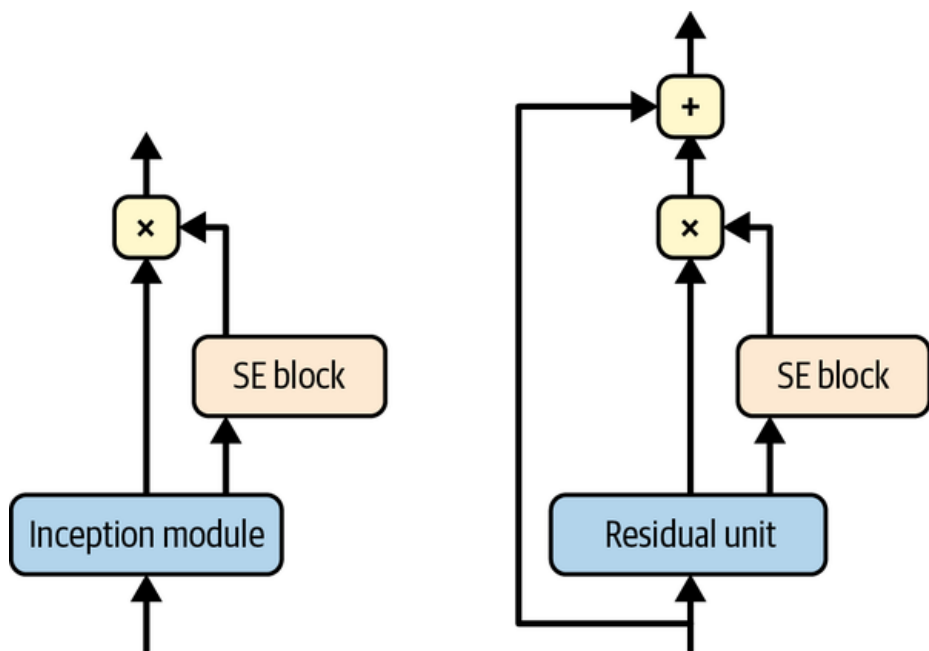 +
×
×
SE block
SE block
Inception module
Residual unit